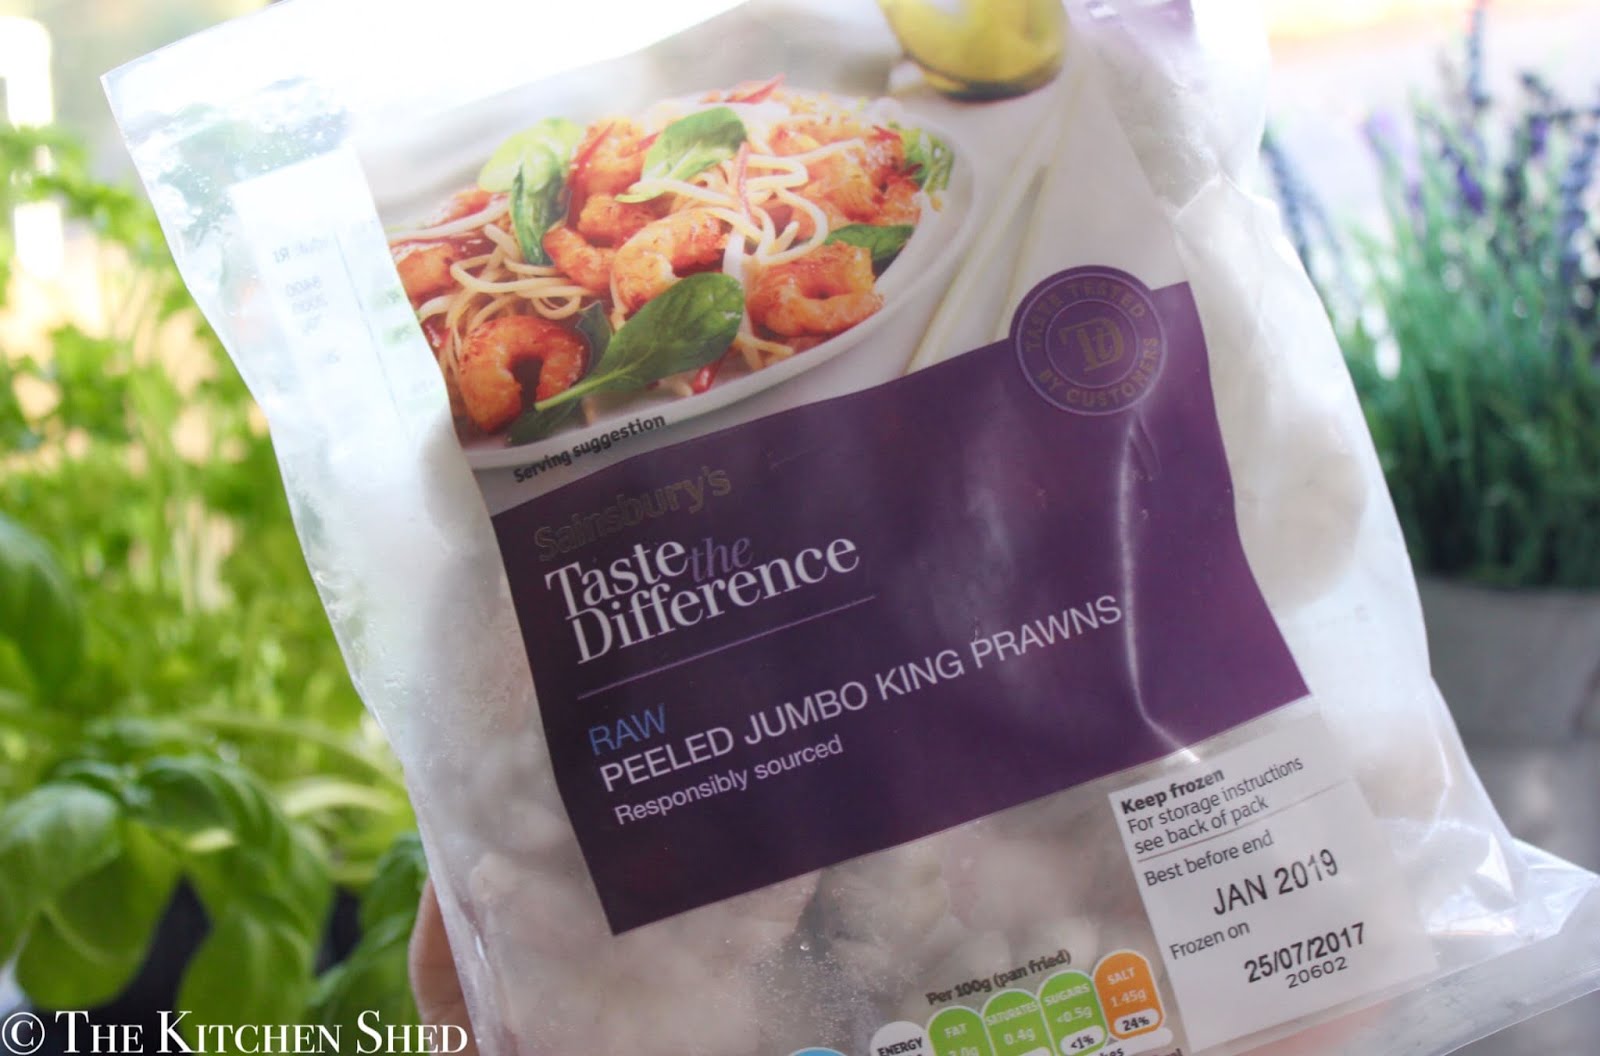 Serving suggestion
TASTE TESTED
TtD
BY CUSTOMERS
Sainsbury's
Taste the
Difference
RAW
PEELED JUMBO KING PRAWNS
Responsibly sourced
Keep frozen
For storage instructions
see back of pack
Best before end
JAN 2019
Frozen on
25/07/2017
20602
Per 100g (pan fried)
ENERGY
FAT
SATURATES
0.4g
SUGARS
<0.5g
<1%
SALT
1.45g
24%
© THE KITCHEN SHED